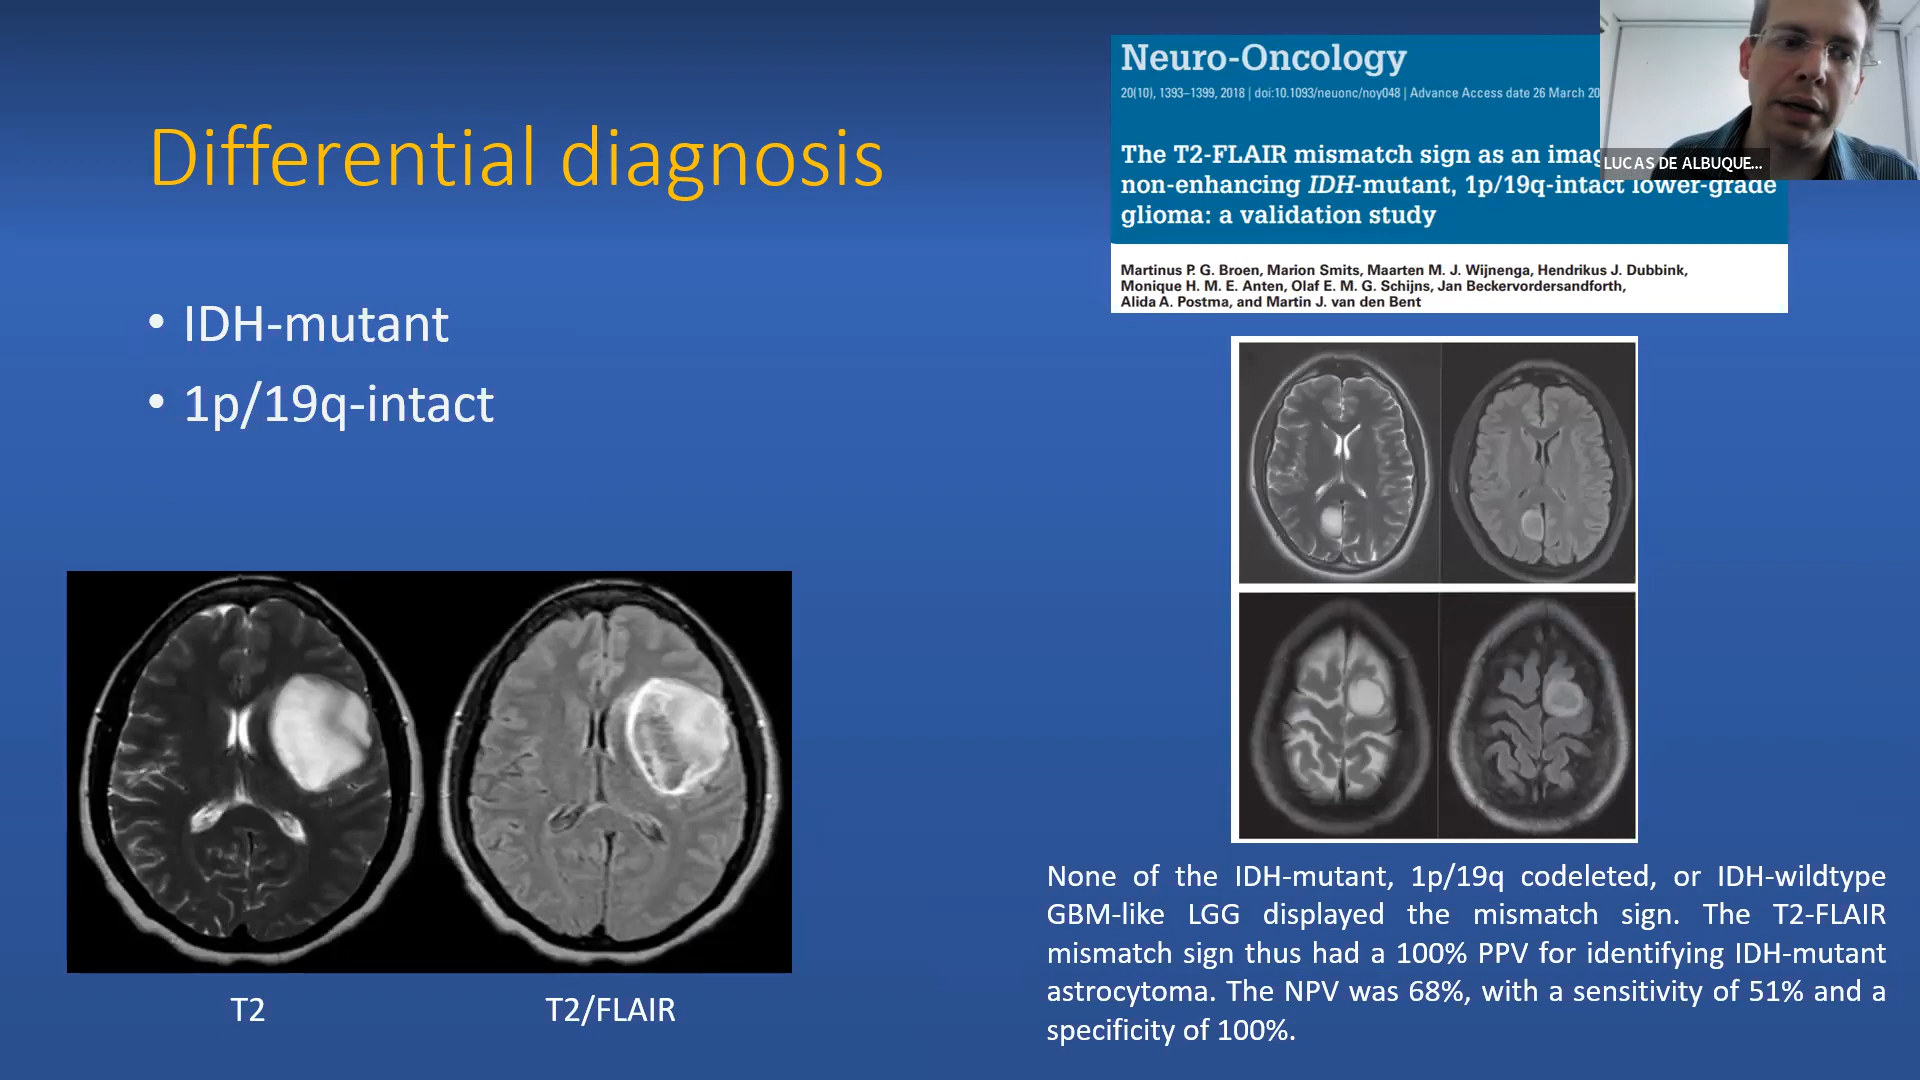 Differential diagnosis
• IDH-mutant
• 1p/19q-intact
T2
T2/FLAIR
Neuro-Oncology
20(10), 1393–1399, 2018 | doi:10.1093/neuonc/noy048 | Advance Access date 26 March 20
The T2-FLAIR mismatch sign as an
non-enhancing IDH-mutant, 1p/19q-intact lower-grade
glioma: a validation study
Martinus P. G. Broen, Marion Smits, Maarten M. J. Wijnenga, Hendrikus J. Dubbink,
Monique H. M. E. Anten, Olaf E. M. G. Schijns, Jan Beckervordersandforth,
Alida A. Postma, and Martin J. van den Bent
LUCAS DE ALBUQUE...
None of the IDH-mutant, 1p/19q codeleted, or IDH-wildtype
GBM-like LGG displayed the mismatch sign. The T2-FLAIR
mismatch sign thus had a 100% PPV for identifying IDH-mutant
astrocytoma. The NPV was 68%, with a sensitivity of 51% and a
specificity of 100%.